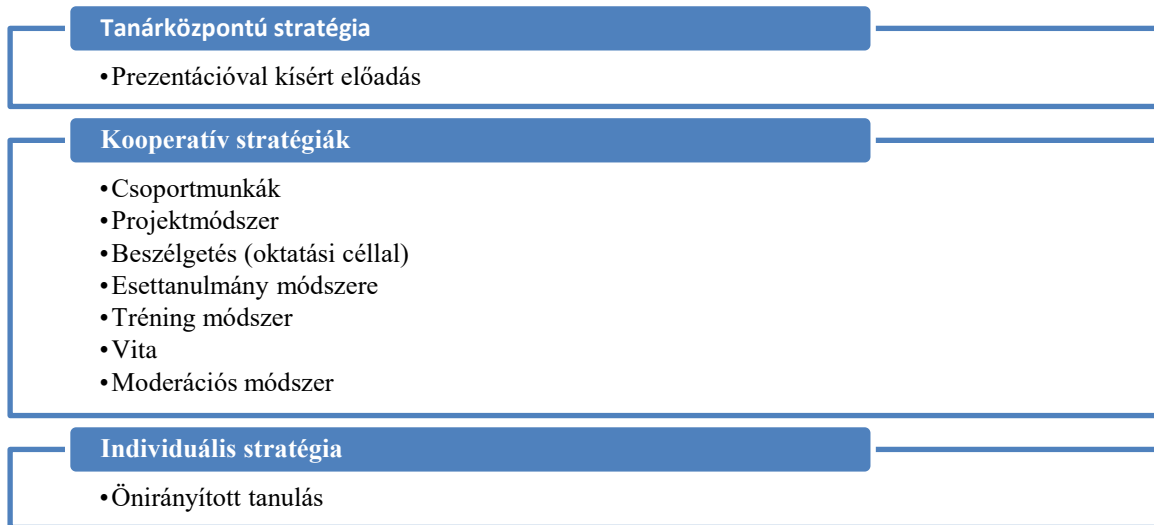 Tanárközpontú stratégia
•Prezentációval kísért előadás
Kooperatív stratégiák
•Csoportmunkák
•Projektmódszer
•Beszélgetés (oktatási céllal)
•Esettanulmány módszere
•Tréning módszer
•Vita
•Moderációs módszer
Individuális stratégia
•Önirányított tanulás